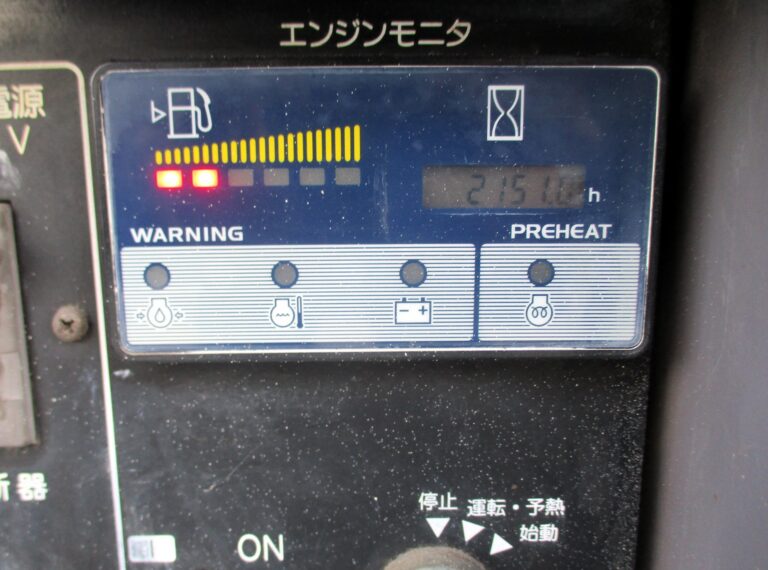 エンジンモニタ
電源
V
2151.0 h
WARNING
PREHEAT
断器
停止
運転・予熱
始動
ON